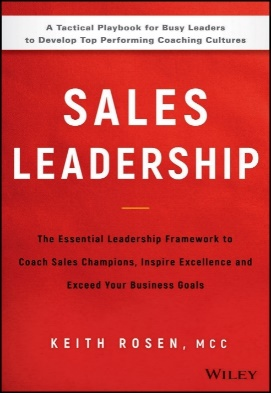 A Tactical Playbook for Busy Leaders
to Develop Top Performing Coaching Cultures
SALES
LEADERSHIP
The Essential Leadership Framework to
Coach Sales Champions, Inspire Excellence and
Exceed Your Business Goals
KEITH ROSEN, MCC
WILEY